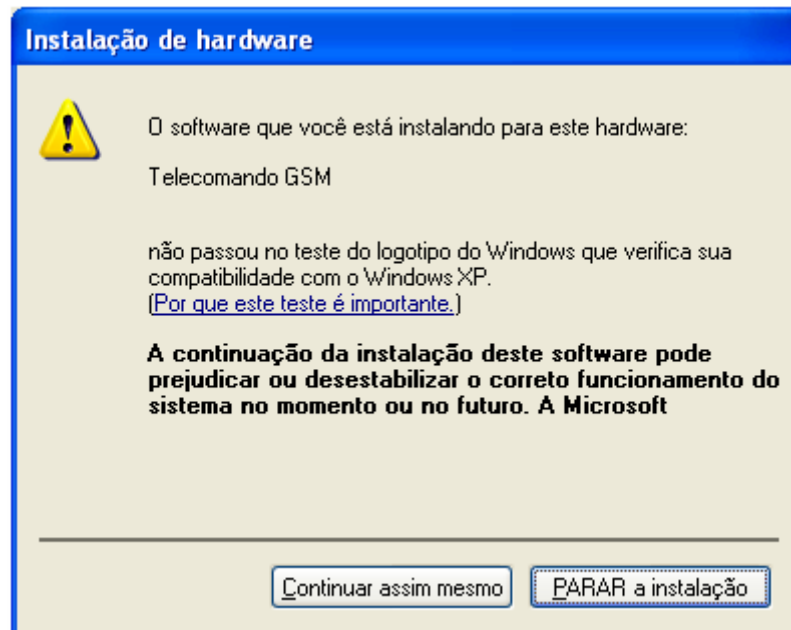 Instalação de hardware
O software que você está instalando para este hardware:
Telecomando GSM
não passou no teste do logotipo do Windows que verifica sua
compatibilidade com o Windows XP.
(Por que este teste é importante.)
A continuação da instalação deste software pode
prejudicar ou desestabilizar o correto funcionamento do
sistema no momento ou no futuro. A Microsoft
Continuar assim mesmo PARAR a instalação